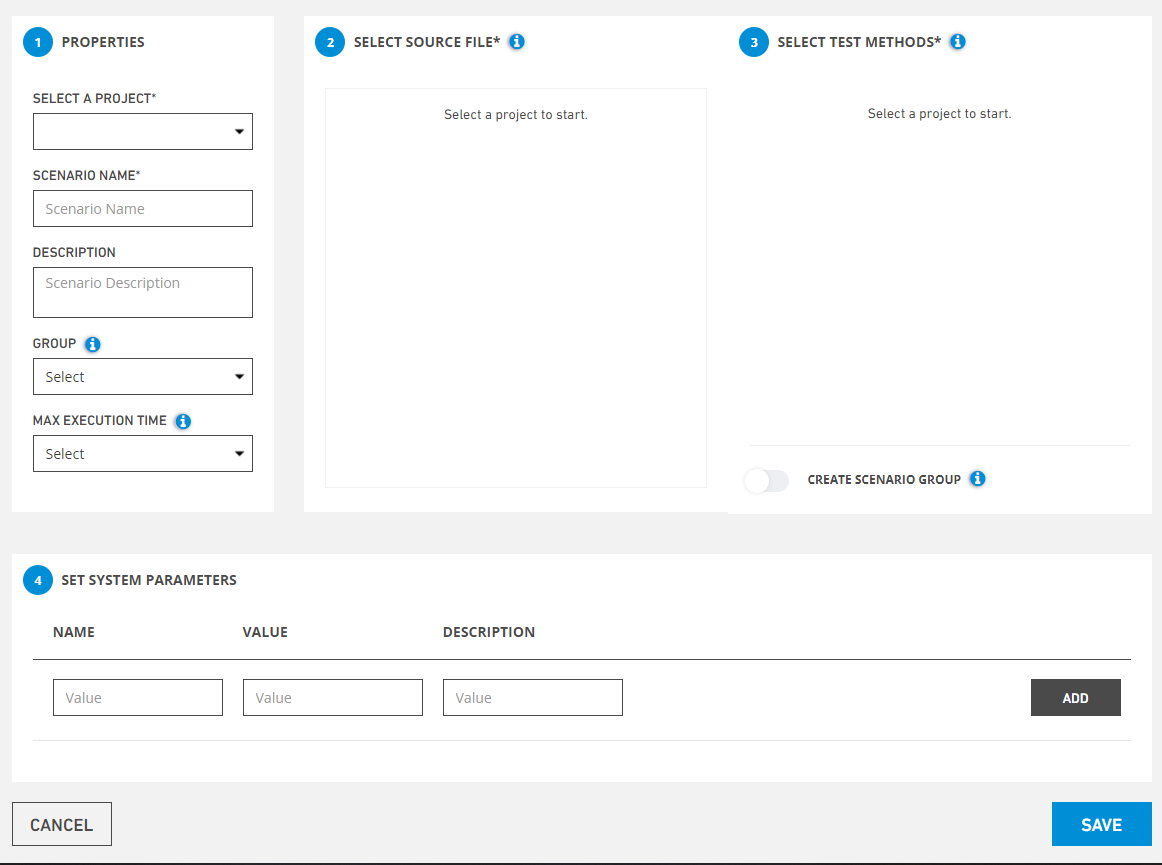 1 PROPERTIES
SELECT A PROJECT*
SCENARIO NAME*
Scenario Name
DESCRIPTION
Scenario Description
GROUP
Select
MAX EXECUTION TIME
Select
2 SELECT SOURCE FILE*
Select a project to start.
3 SELECT TEST METHODS*
Select a project to start.
CREATE SCENARIO GROUP
4 SET SYSTEM PARAMETERS
NAME VALUE DESCRIPTION
Value Value Value ADD
CANCEL SAVE